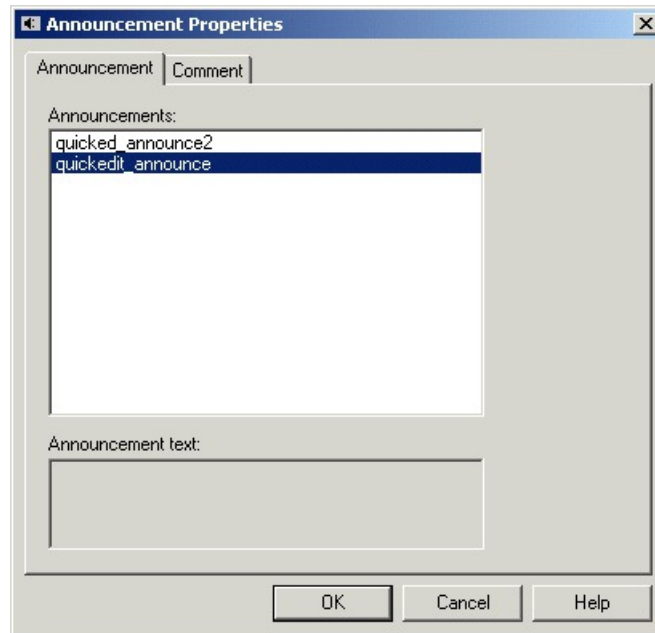 Announcement Properties
Announcement Comment
Announcements:
quicked_announce2
quickedit_announce
Announcement text:
OK Cancel Help